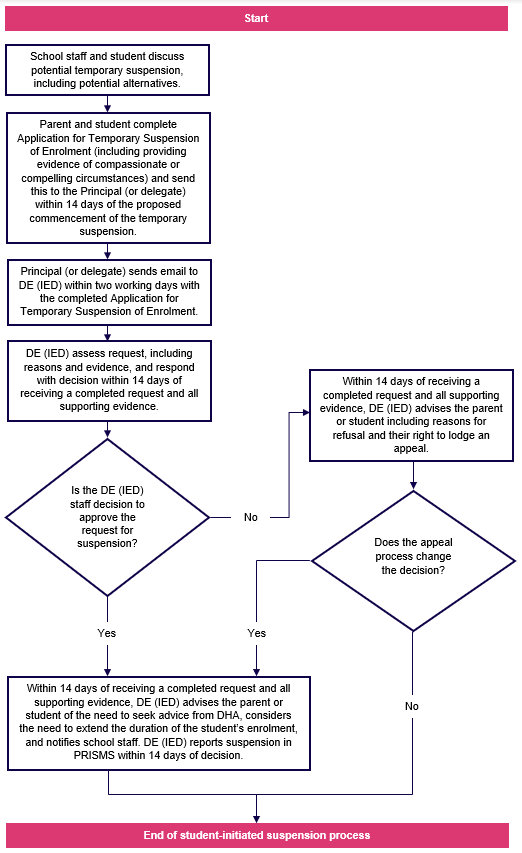 Start
School staff and student discuss
potential temporary suspension,
including potential alternatives.
Parent and student complete
Application for Temporary Suspension
of Enrolment (including providing
evidence of compassionate or
compelling circumstances) and send
this to the Principal (or delegate)
within 14 days of the proposed
commencement of the temporary
suspension.
Principal (or delegate) sends email to
DE (IED) within two working days with
the completed Application for
Temporary Suspension of Enrolment.
DE (IED) assess request, including
reasons and evidence, and respond
with decision within 14 days of
receiving a completed request and all
supporting evidence.
Within 14 days of receiving a
completed request and all supporting
evidence, DE (IED) advises the parent
or student including reasons for
refusal and their right to lodge an
appeal.
Is the DE (IED)
staff decision to
approve the
request for
suspension?
No
Does the appeal
process change
the decision?
Yes
Yes
No
Within 14 days of receiving a completed request and all
supporting evidence, DE (IED) advises the parent or
student of the need to seek advice from DHA, considers
the need to extend the duration of the student's enrolment,
and notifies school staff. DE (IED) reports suspension in
PRISMS within 14 days of decision.
End of student-initiated suspension process